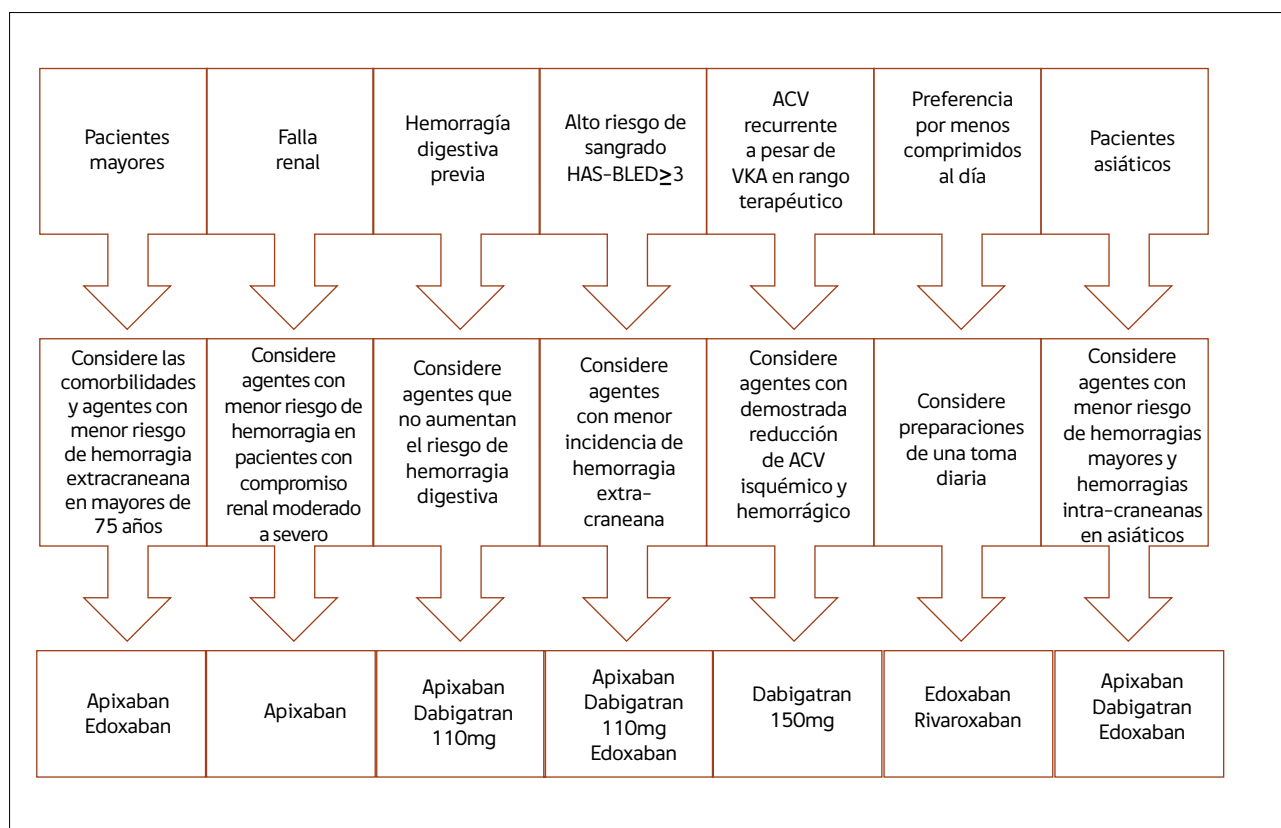 Pacientes
mayores
Falla
renal
Hemorragía
digestiva
previa
Alto riesgo de
sangrado
HAS-BLED≥3
ACV
recurrente
a pesar de
VKA en rango
terapéutico
Preferencia
por menos
comprimidos
al día
Pacientes
asiáticos
Considere las
comorbilidades
y agentes con
menor riesgo
de hemorragia
extracraneana
en mayores de
75 años
Considere
agentes con
menor riesgo de
hemorragia en
pacientes con
compromiso
renal moderado
a severo
Considere
agentes que
no aumentan
el riesgo de
hemorragia
digestiva
Considere
agentes
con menor
incidencia de
hemorragia
extra-
craneana
Considere
agentes con
demostrada
reducción
de ACV
isquémico y
hemorrágico
Considere
preparaciones
de una toma
diaria
Considere
agentes con
menor riesgo
de hemorragias
mayores y
hemorragias
intra-craneanas
en asiáticos
Apixaban
Edoxaban
Apixaban
Apixaban
Dabigatran
110mg
Apixaban
Dabigatran
110mg
Edoxaban
Dabigatran
150mg
Edoxaban
Rivaroxaban
Apixaban
Dabigatran
Edoxaban